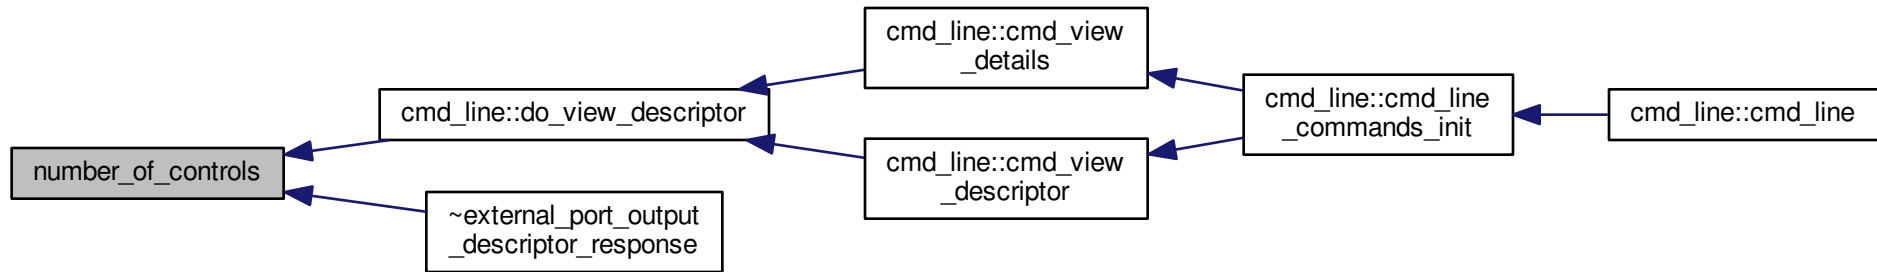 number_of_controls
cmd_line::do_view_descriptor
~external_port_output
_descriptor_response
cmd_line::cmd_view
_details
cmd_line::cmd_view
_descriptor
cmd_line::cmd_line
_commands_init
cmd_line::cmd_line